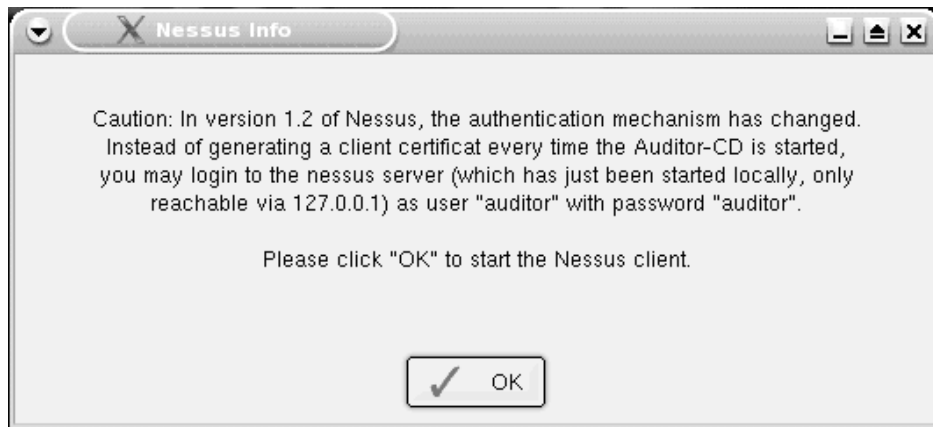 Nessus Info
Caution: In version 1.2 of Nessus, the authentication mechanism has changed.
Instead of generating a client certificat every time the Auditor-CD is started,
you may login to the nessus server (which has just been started locally, only
reachable via 127.0.0.1) as user "auditor" with password "auditor".
Please click "OK" to start the Nessus client.
OK